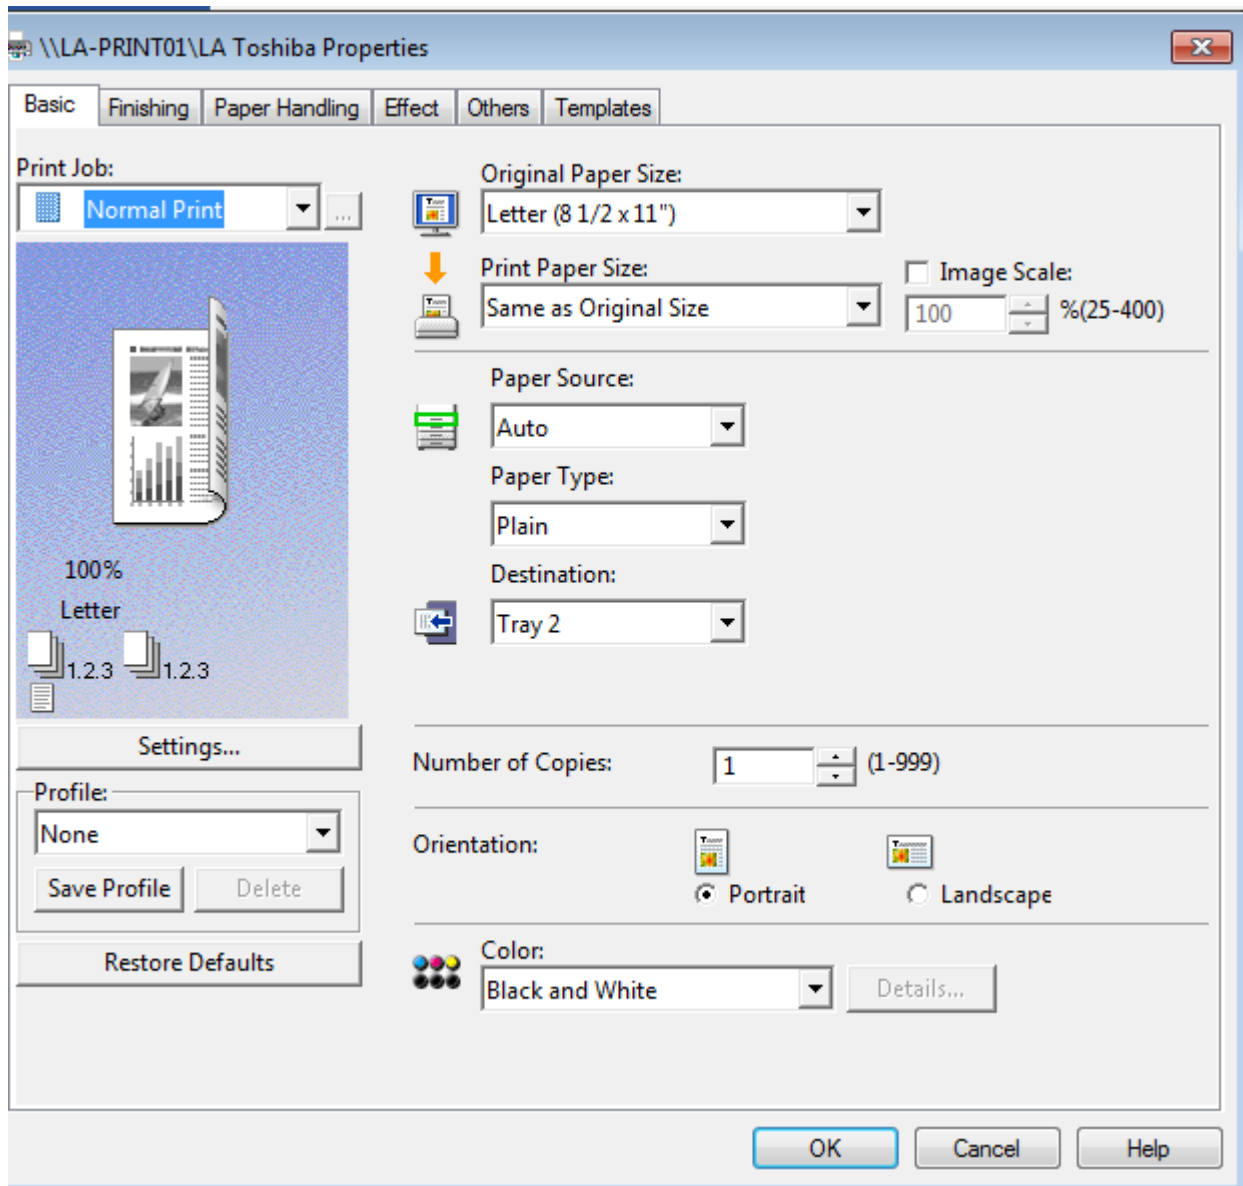 \\LA-PRINT01\LA Toshiba Properties
Basic Finishing Paper Handling Effect Others Templates
Print Job:
Normal Print
...
100%
Letter
1.2.3 1.2.3
Settings...
Profile:
None
Save Profile Delete
Restore Defaults
Original Paper Size:
Letter (8 1/2 x 11")
Print Paper Size:
Same as Original Size
Image Scale:
100 %(25-400)
Paper Source:
Auto
Paper Type:
Plain
Destination:
Tray 2
Number of Copies: 1 (1-999)
Orientation:
Portrait Landscape
Color:
Black and White Details...
OK Cancel Help